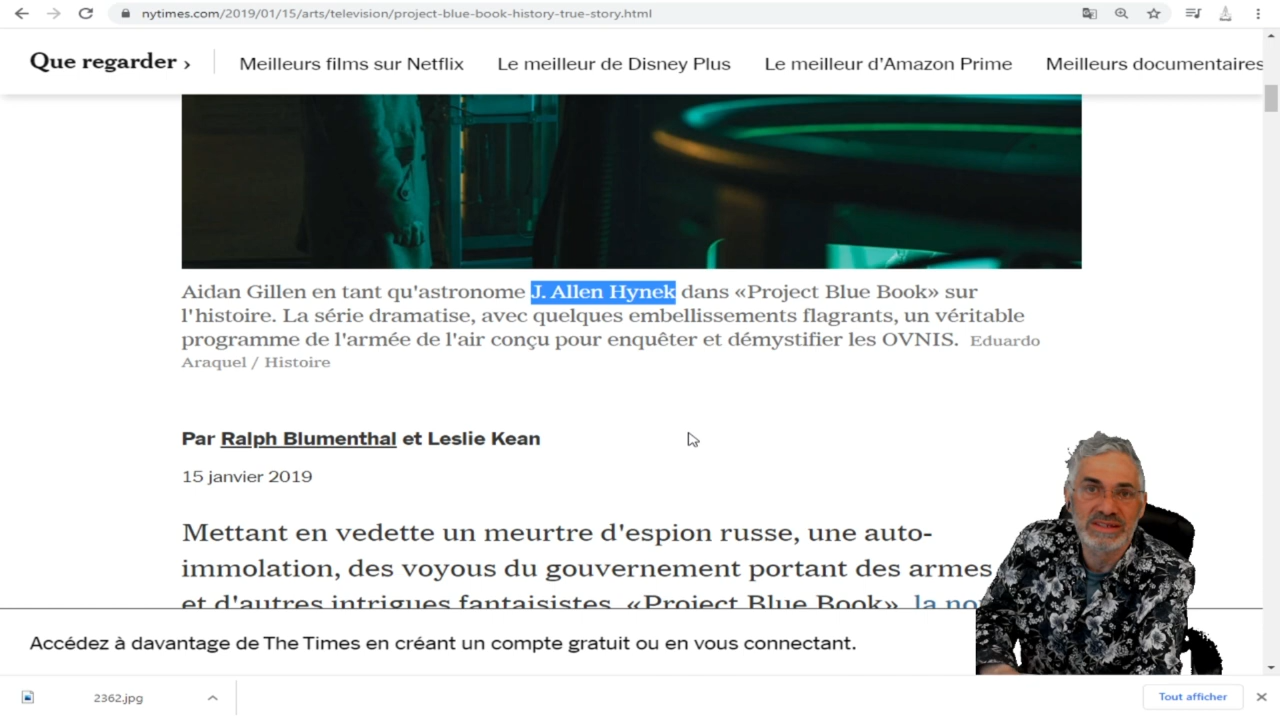 nytimes.com/2019/01/15/arts/television/project-blue-book-history-true-story.html
Que regarder › Meilleurs films sur Netflix Le meilleur de Disney Plus Le meilleur d'Amazon Prime Meilleurs documentaires
Aidan Gillen en tant qu'astronome J. Allen Hynek dans «Project Blue Book» sur
l'histoire. La série dramatise, avec quelques embellissements flagrants, un véritable
programme de l'armée de l'air conçu pour enquêter et démystifier les OVNIS. Eduardo
Araquel / Histoire
Par Ralph Blumenthal et Leslie Kean
15 janvier 2019
Mettant en vedette un meurtre d'espion russe, une auto-
immolation, des voyous du gouvernement portant des armes
et d'autres intrigues fantaisistes, «Project Blue Book», la no
Accédez à davantage de The Times en créant un compte gratuit ou en vous connectant.
2362.jpg Tout afficher